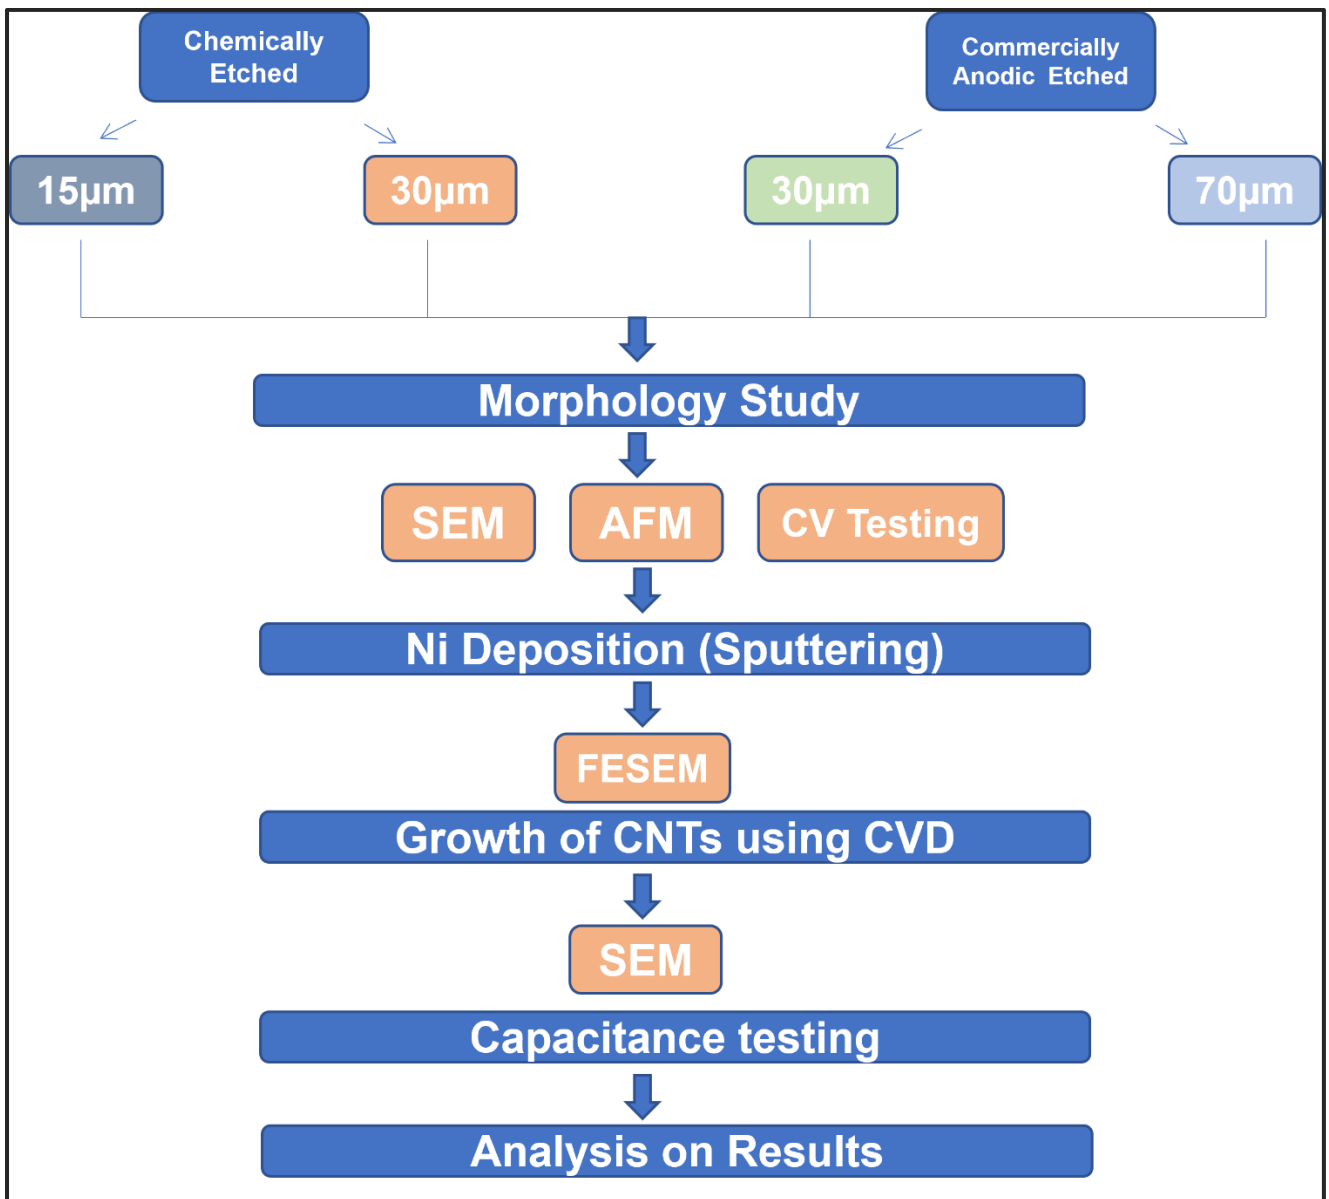 Chemically
Etched
Commercially
Anodic Etched
15µm
30µm
30µm
70µm
Morphology Study
SEM
AFM
CV Testing
Ni Deposition (Sputtering)
FESEM
Growth of CNTs using CVD
SEM
Capacitance testing
Analysis on Results